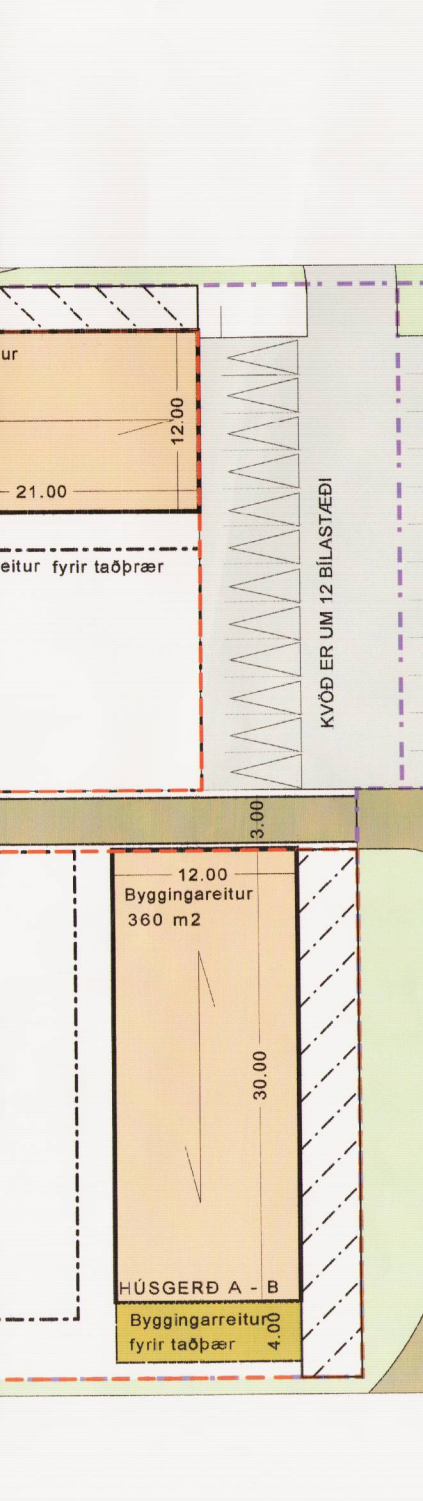 ur
12.00
21.00
eitur fyrir taðþrær
KVÖÐ ER UM 12 BÍLASTÆÐI
3.00
12.00
Byggingareitur
360 m2
30.00
HÚSGERÐ A - B
Byggingarreitur
fyrir taðþær
4.00